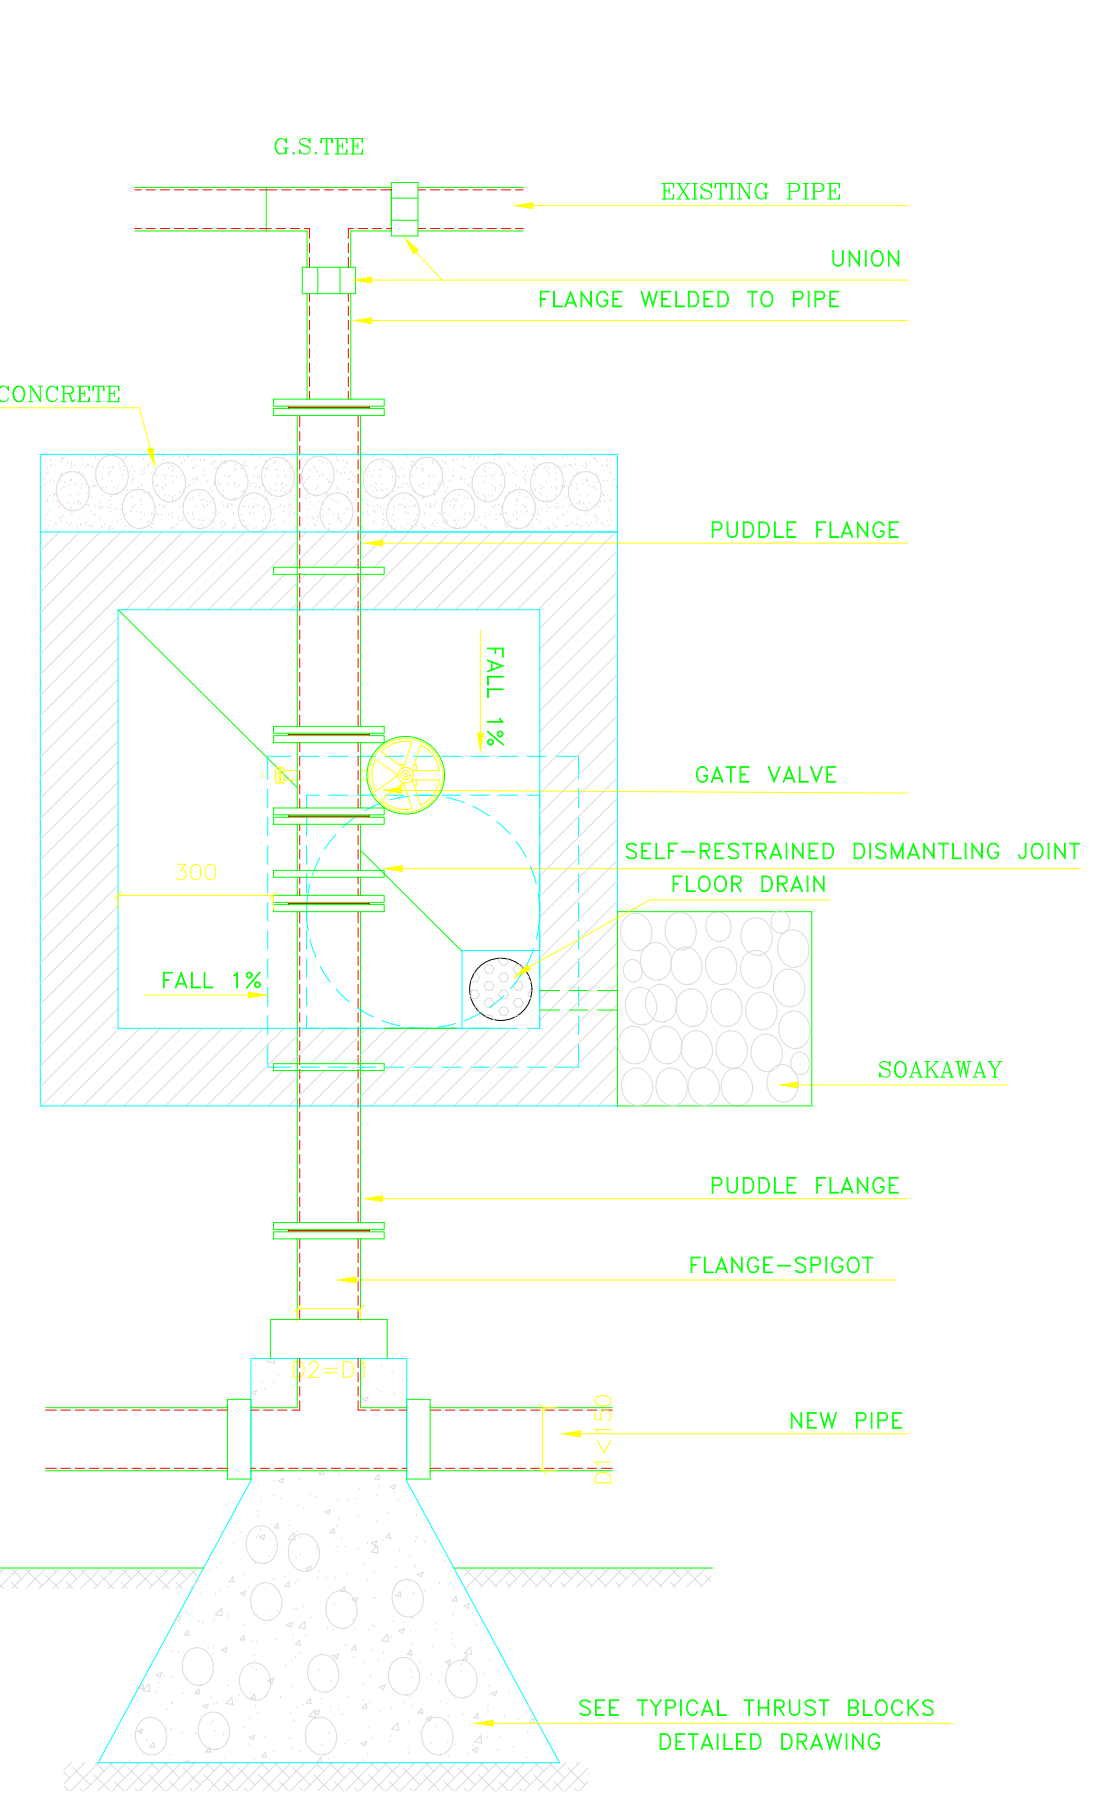 G.S.TEE
EXISTING PIPE
UNION
FLANGE WELDED TO PIPE
CONCRETE
PUDDLE FLANGE
FALL 1%
GATE VALVE
SELF-RESTRAINED DISMANTLING JOINT
300
FLOOR DRAIN
FALL 1%
SOAKAWAY
PUDDLE FLANGE
FLANGE-SPIGOT
D2=D1
D1<150
NEW PIPE
SEE TYPICAL THRUST BLOCKS
DETAILED DRAWING